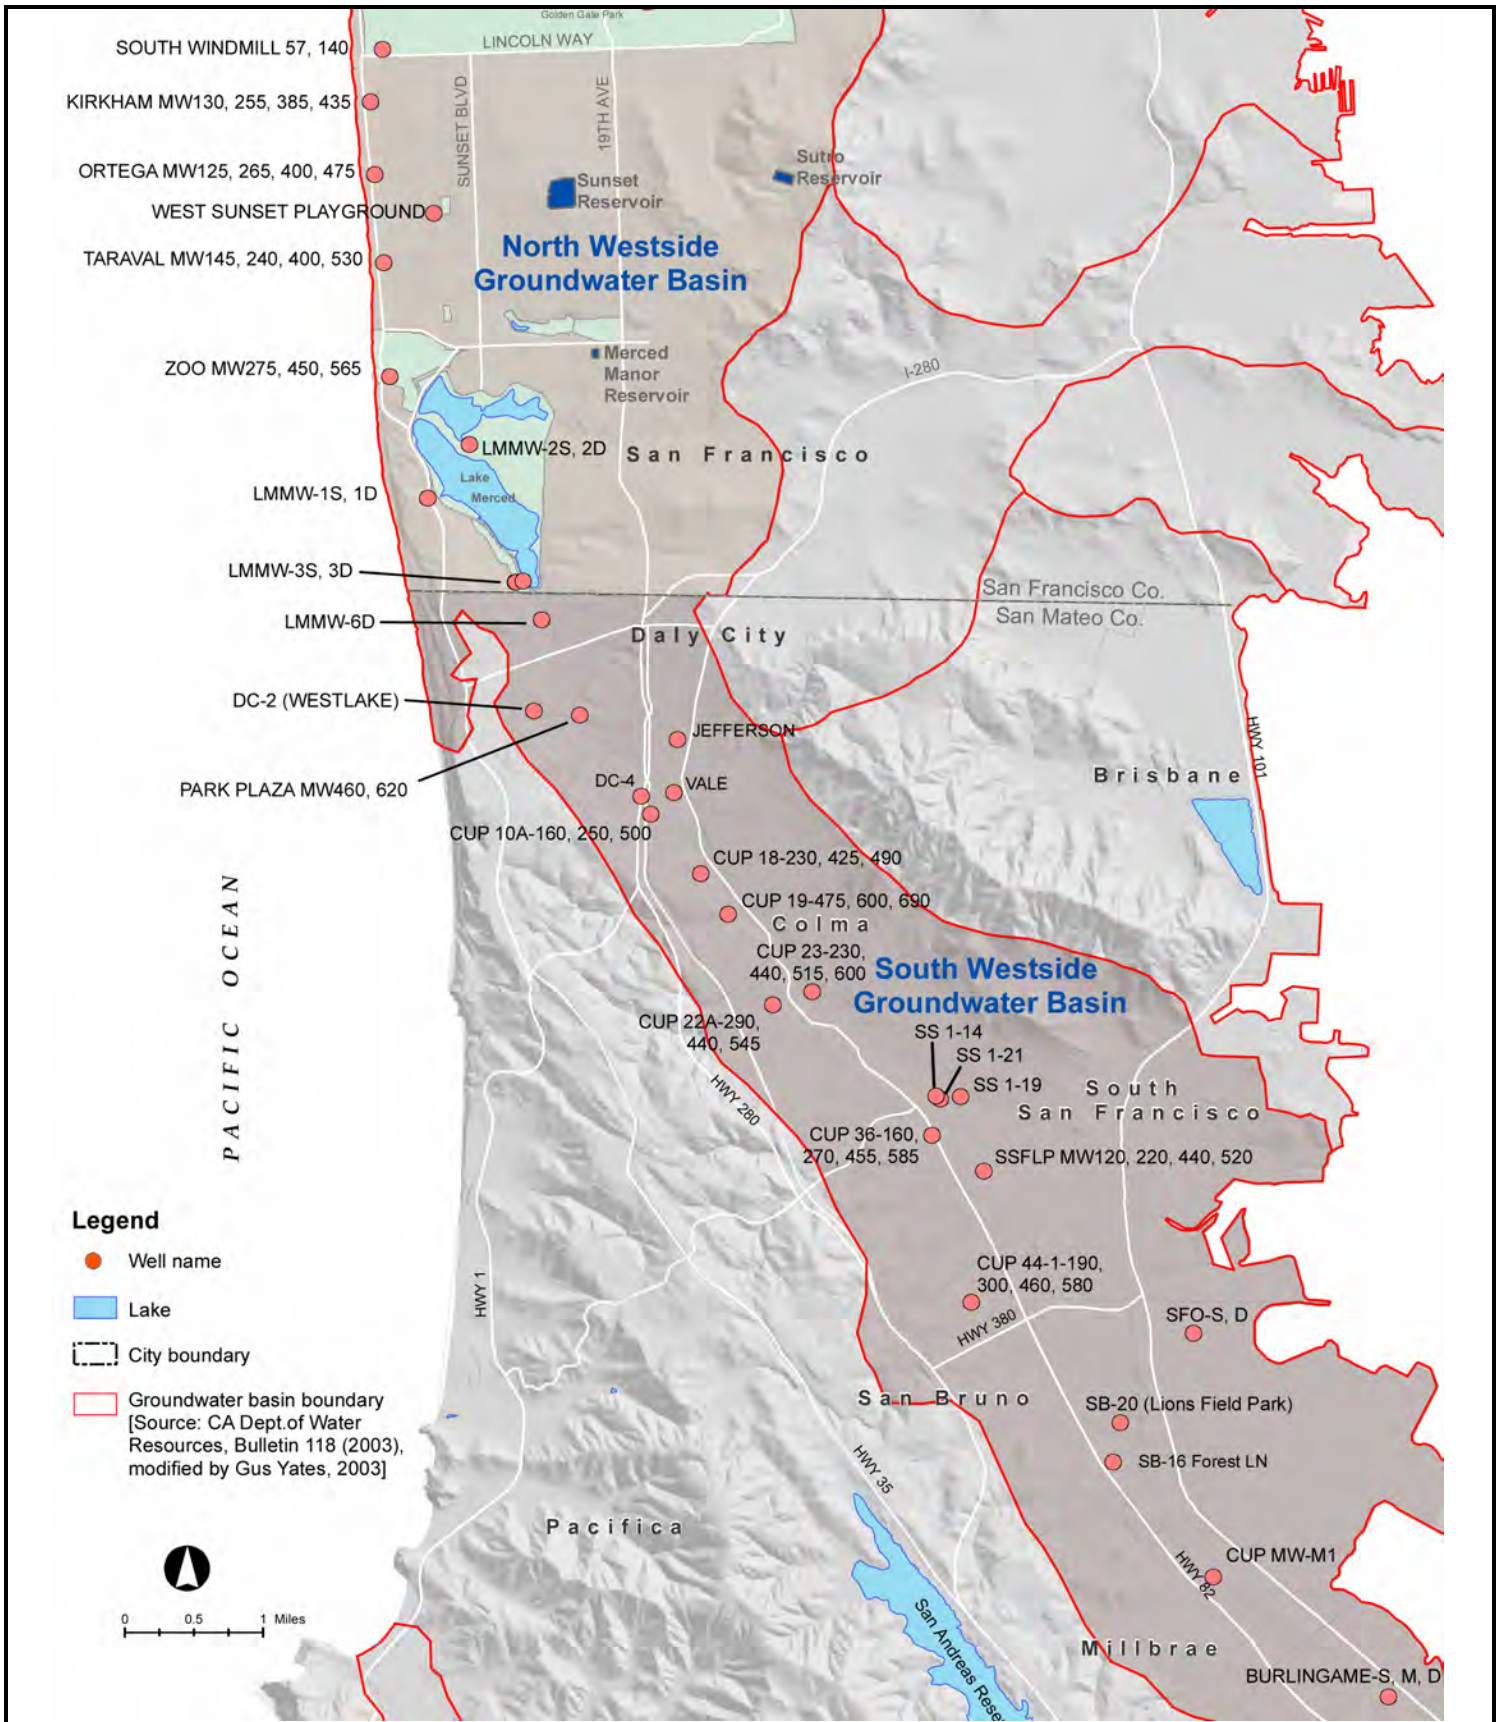 Golden Gate Park
LINCOLN WAY
SOUTH WINDMILL 57, 140
KIRKHAM MW130, 255, 385, 435
SUNSET BLVD
19TH AVE
ORTEGA MW125, 265, 400, 475
Sutro
Reservoir
Sunset
Reservoir
WEST SUNSET PLAYGROUND
North Westside
Groundwater Basin
TARAVAL MW145, 240, 400, 530
ZOO MW275, 450, 565
Merced
Manor
Reservoir
I-280
LMMW-2S, 2D
San Francisco
Lake
Merced
LMMW-1S, 1D
LMMW-3S, 3D
San Francisco Co.
San Mateo Co.
LMMW-6D
Daly City
DC-2 (WESTLAKE)
JEFFERSON
HWY 101
PARK PLAZA MW460, 620
DC-4
VALE
Brisbane
CUP 10A-160, 250, 500
CUP 18-230, 425, 490
CUP 19-475, 600, 690
Colma
CUP 23-230,
440, 515, 600
South Westside
Groundwater Basin
PACIFIC OCEAN
CUP 22A-290,
440, 545
SS 1-14
SS 1-21
SS 1-19
HWY 280
South
San Francisco
CUP 36-160,
270, 455, 585
SSFLP MW120, 220, 440, 520
HWY 1
CUP 44-1-190,
300, 460, 580
HWY 380
SFO-S, D
San Bruno
SB-20 (Lions Field Park)
SB-16 Forest LN
HWY 35
Pacifica
CUP MW-M1
HWY 82
San Andreas Reser
Millbrae
BURLINGAME-S, M, D
Legend
Well name
Lake
City boundary
Groundwater basin boundary
[Source: CA Dept.of Water
Resources, Bulletin 118 (2003),
modified by Gus Yates, 2003]
0 0.5 1 Miles